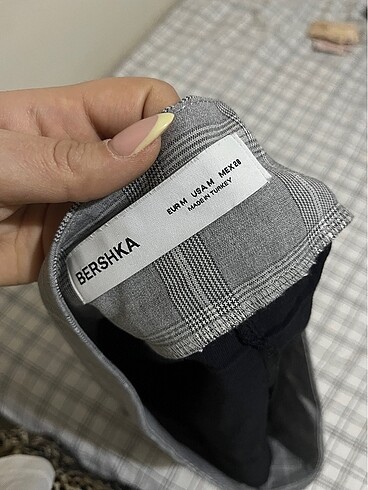 BERSHKA
EUR M USA M MEX 28
MADE IN TURKEY